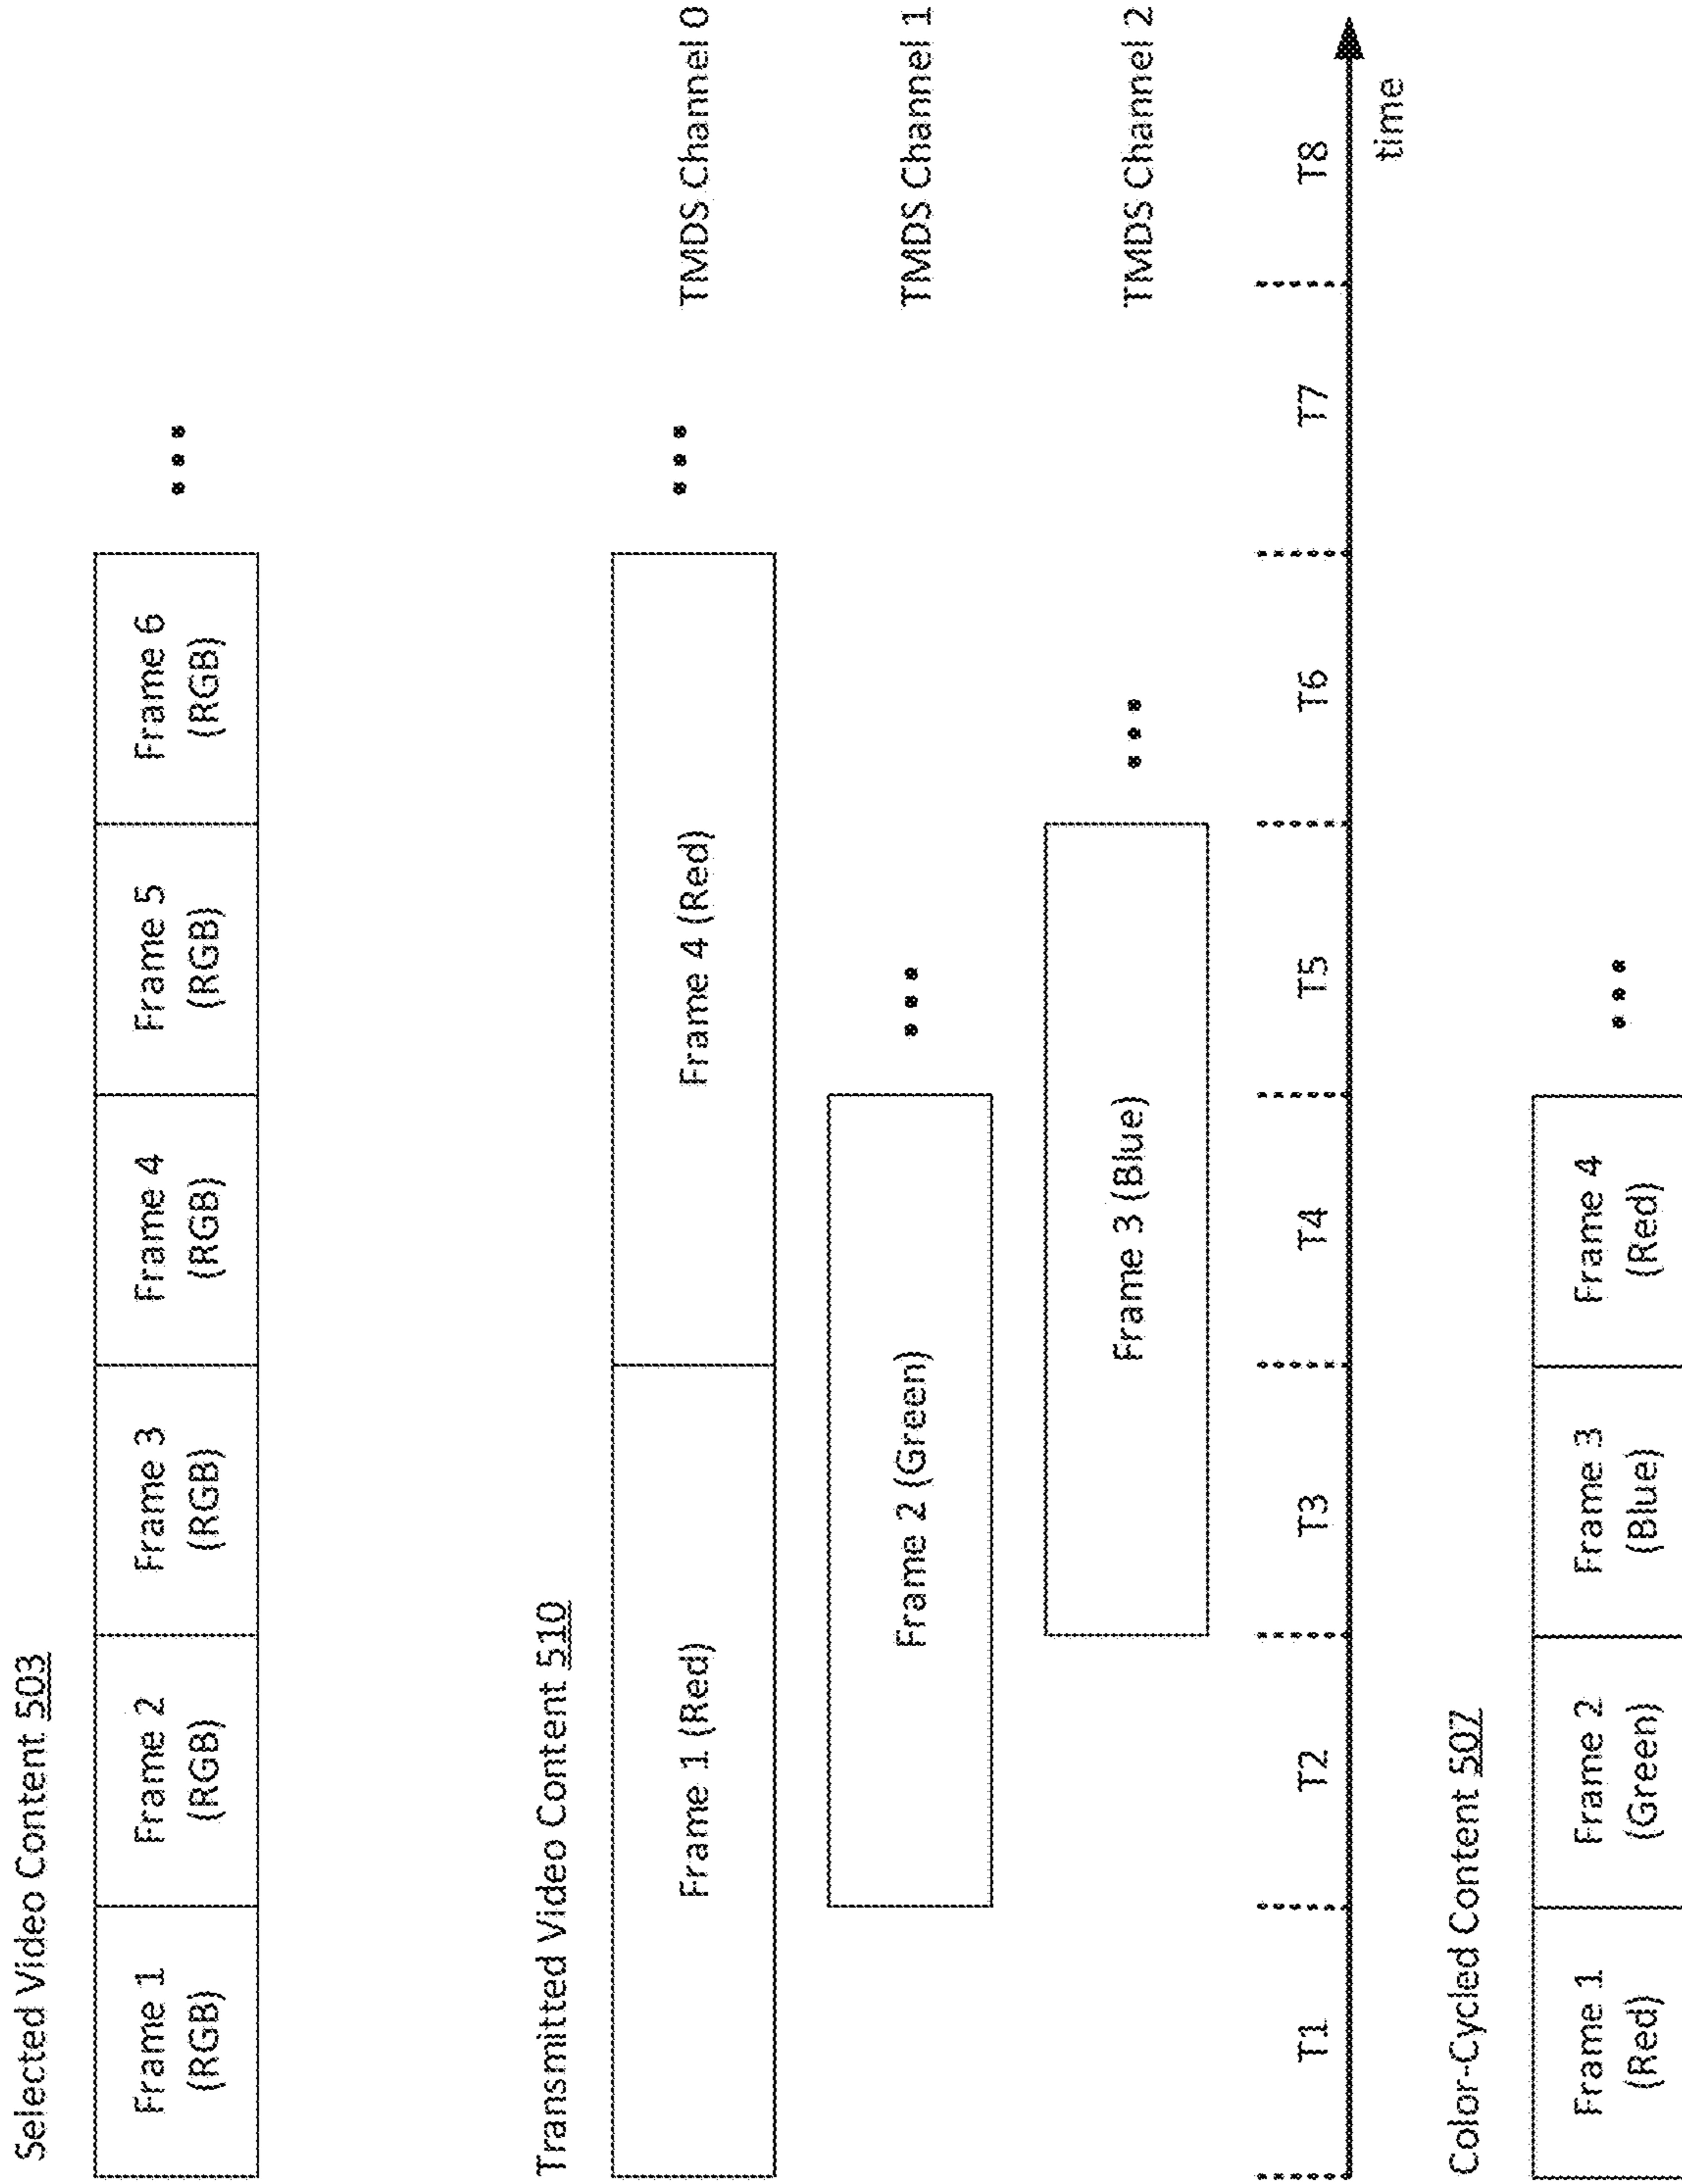 Selected Video Content 503
Frame 1
(RGB)
Frame 2
(RGB)
Frame 3
(RGB)
Frame 4
(RGB)
Frame 5
(RGB)
Frame 6
(RGB)
•••
Transmitted Video Content 510
Frame 1 (Red)
Frame 4 (Red)
•••
TMDS Channel 0
Frame 2 (Green)
•••
TMDS Channel 1
Frame 3 (Blue)
•••
TMDS Channel 2
T1
T2
T3
T4
T5
T6
T7
T8
time
Color-Cycled Content 507
Frame 1
(Red)
Frame 2
(Green)
Frame 3
(Blue)
Frame 4
(Red)
•••